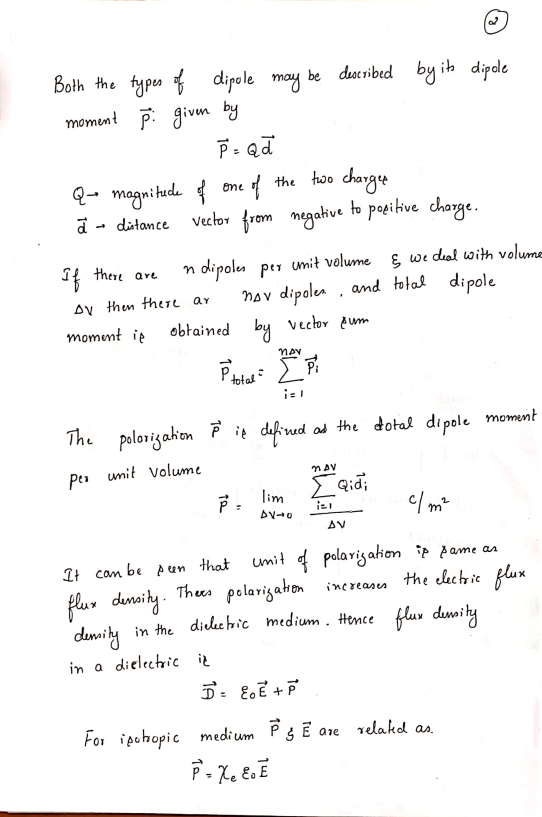 2
Both the types of dipole may be described by its dipole
moment p⃗: given by
p⃗ = Qd⃗
Q → magnitude of one of the two charges
d⃗ → distance vector from negative to positive charge.
If there are n dipoles per unit volume & we deal with volume
ΔV then there ar nΔV dipoles, and total dipole
moment is obtained by vector sum
P⃗total = ∑_{i=1}^{nΔV} P⃗i
The polarization P⃗ is defined as the total dipole moment
per unit volume
P⃗ = lim_{ΔV→0} (∑_{i=1}^{nΔV} Qi d⃗i) / ΔV C/m²
It can be seen that unit of polarization is same as
flux density. Thus polarization increases the electric flux
density in the dielectric medium. Hence flux density
in a dielectric is
D⃗ = ε₀E⃗ + P⃗
For isotropic medium P⃗ & E⃗ are related as.
P⃗ = χₑ ε₀ E⃗